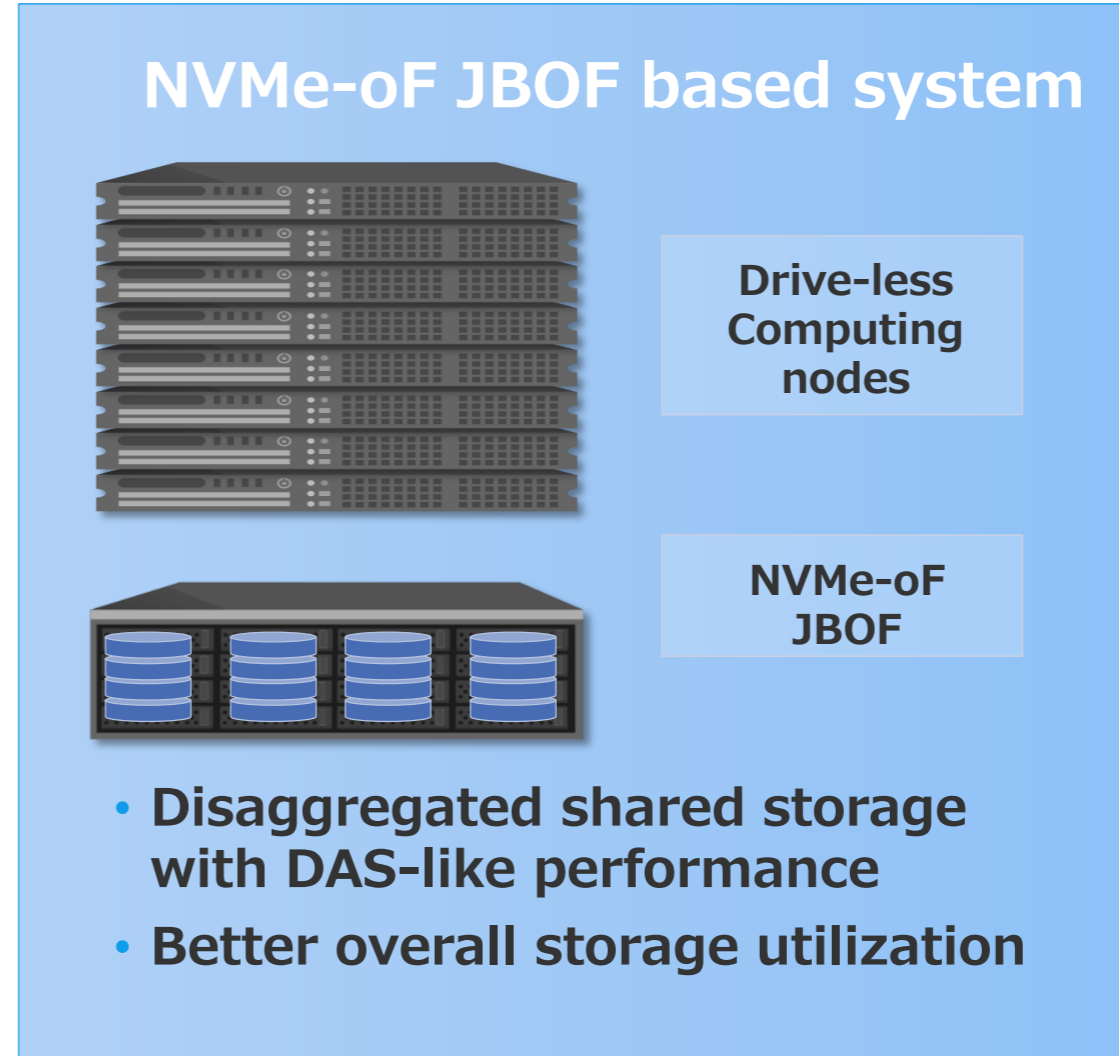 NVMe-oF JBOF based system
Drive-less
Computing
nodes
NVMe-oF
JBOF
• Disaggregated shared storage
with DAS-like performance
• Better overall storage utilization